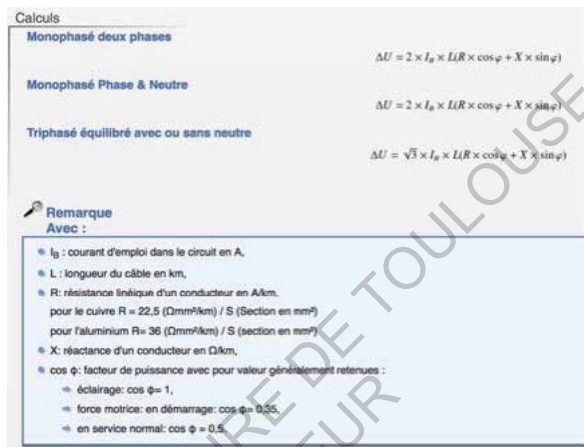 Calculs
Monophasé deux phases
ΔU = 2 × I_B × L(R × cos φ + X × sin φ)
Monophasé Phase & Neutre
ΔU = 2 × I_B × L(R × cos φ + X × sin φ)
Triphasé équilibré avec ou sans neutre
ΔU = √3 × I_B × L(R × cos φ + X × sin φ)
Remarque
Avec :
I_B : courant d'emploi dans le circuit en A,
L : longueur du câble en km,
R: résistance linéique d'un conducteur en A/km,
pour le cuivre R = 22,5 (Ωmm²/km) / S (Section en mm²)
pour l'aluminium R= 36 (Ωmm²/km) / S (section en mm²)
X: réactance d'un conducteur en Ω/km,
cos ϕ: facteur de puissance avec pour valeur généralement retenues :
éclairage: cos ϕ= 1,
force motrice: en démarrage: cos ϕ= 0,35,
en service normal: cos ϕ = 0,5,
DE TOULOUSE